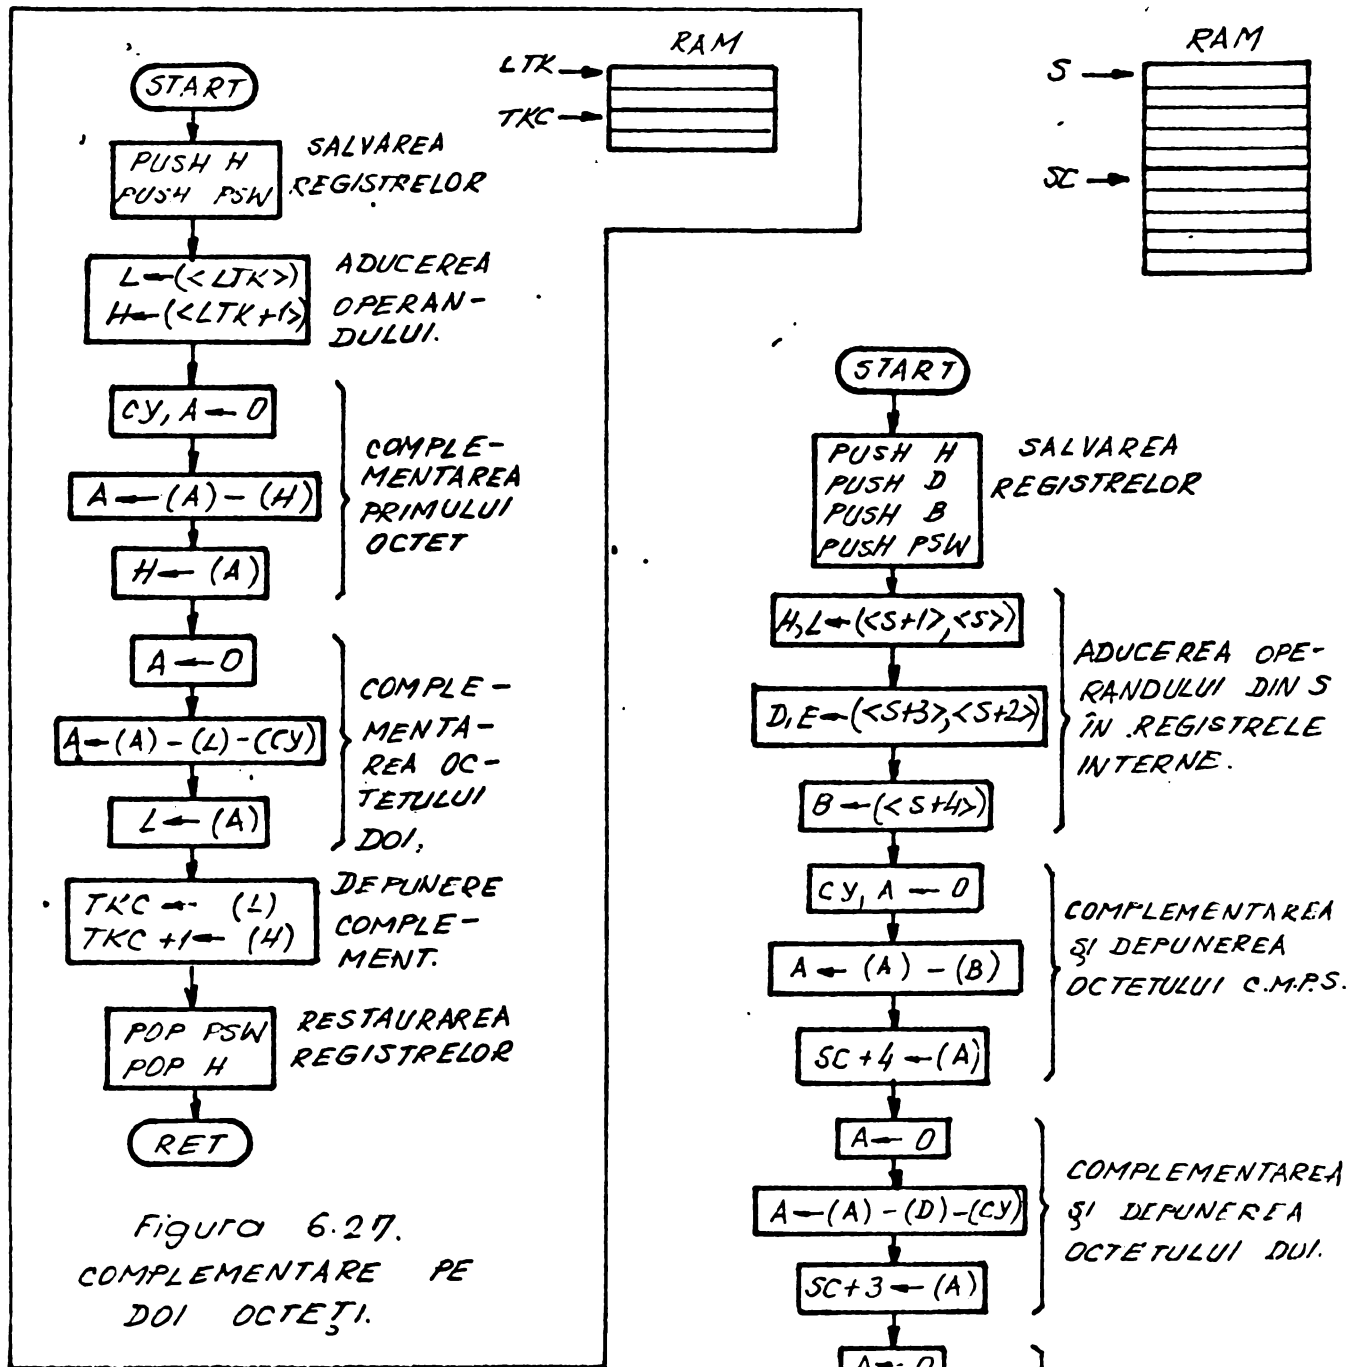 RAM
LTK
TKC
START
PUSH H
PUSH PSW
SALVAREA
REGISTRELOR
L←(<LTK>)
H←(<LTK+1>)
ADUCEREA
OPERAN-
DULUI.
CY, A ← 0
A ← (A) - (H)
H ← (A)
COMPLE-
MENTAREA
PRIMULUI
OCTET
A ← 0
A←(A)-(L)-(CY)
L ← (A)
COMPLE-
MENTA-
REA OC-
TETULUI
DOI.
TKC ← (L)
TKC +1← (H)
DEPUNERE
COMPLE-
MENT.
POP PSW
POP H
RESTAURAREA
REGISTRELOR
RET
Figura 6.27.
COMPLEMENTARE PE
DOI OCTEȚI.
RAM
S
SC
START
PUSH H
PUSH D
PUSH B
PUSH PSW
SALVAREA
REGISTRELOR
H,L←(<S+1>,<S>)
D,E←(<S+3>,<S+2>)
B←(<S+4>)
ADUCEREA OPE-
RANDULUI DIN S
ÎN REGISTRELE
INTERNE.
CY, A ← 0
A ← (A) - (B)
SC + 4 ← (A)
COMPLEMENTAREA
ȘI DEPUNEREA
OCTETULUI C.M.P.S.
A ← 0
A←(A)-(D)-(CY)
SC+3 ← (A)
COMPLEMENTAREA
ȘI DEPUNEREA
OCTETULUI DOI.
A ← 0